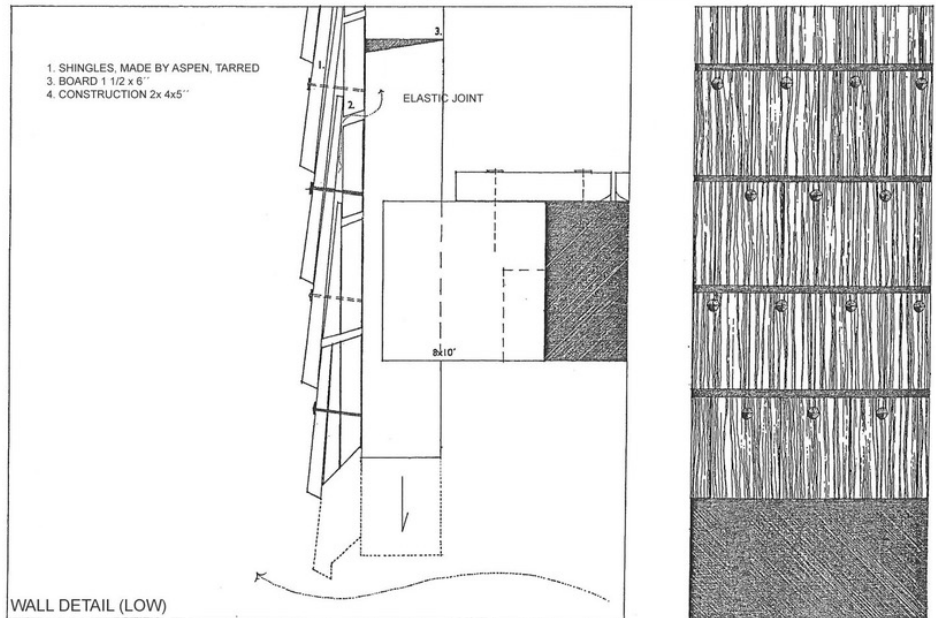 1. SHINGLES, MADE BY ASPEN, TARRED
3. BOARD 1 1/2 x 6´´
4. CONSTRUCTION 2x 4x5´´
3.
1.
2
ELASTIC JOINT
8x10″
WALL DETAIL (LOW)